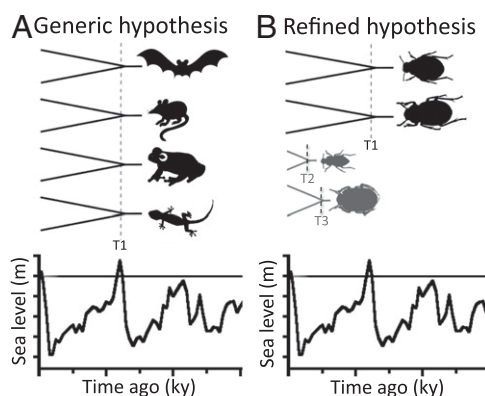 A Generic hypothesis
B Refined hypothesis
T1
T1
T2
T3
Sea level (m)
Time ago (ky)
Sea level (m)
Time ago (ky)